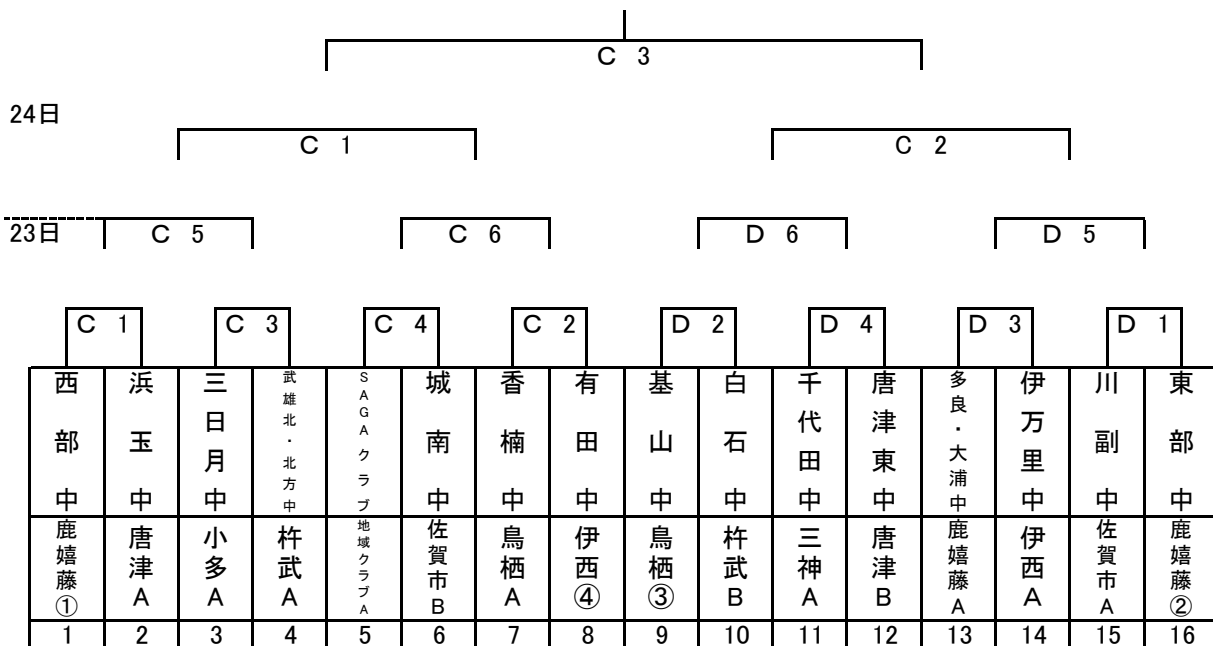 Ｃ 3
24日
Ｃ 1
Ｃ 2
23日
Ｃ 5
Ｃ 6
Ｄ 6
Ｄ 5
Ｃ 1
Ｃ 3
Ｃ 4
Ｃ 2
Ｄ 2
Ｄ 4
Ｄ 3
Ｄ 1
西部中
浜玉中
三日月中
武雄北・北方中
ＳＡＧＡクラブ
城南中
香楠中
有田中
基山中
白石中
千代田中
唐津東中
多良・大浦中
伊万里中
川副中
東部中
鹿嬉藤①
唐津A
小多A
杵武A
地域クラブA
佐賀市B
鳥栖A
伊西④
鳥栖③
杵武B
三神A
唐津B
鹿嬉藤A
伊西A
佐賀市A
鹿嬉藤②
1 2 3 4 5 6 7 8 9 10 11 12 13 14 15 16